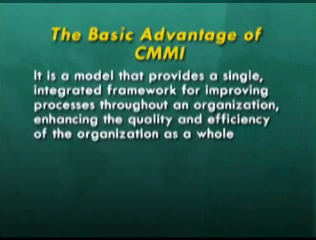 The Basic Advantage of
CMMI
It is a model that provides a single,
integrated framework for improving
processes throughout an organization,
enhancing the quality and efficiency
of the organization as a whole